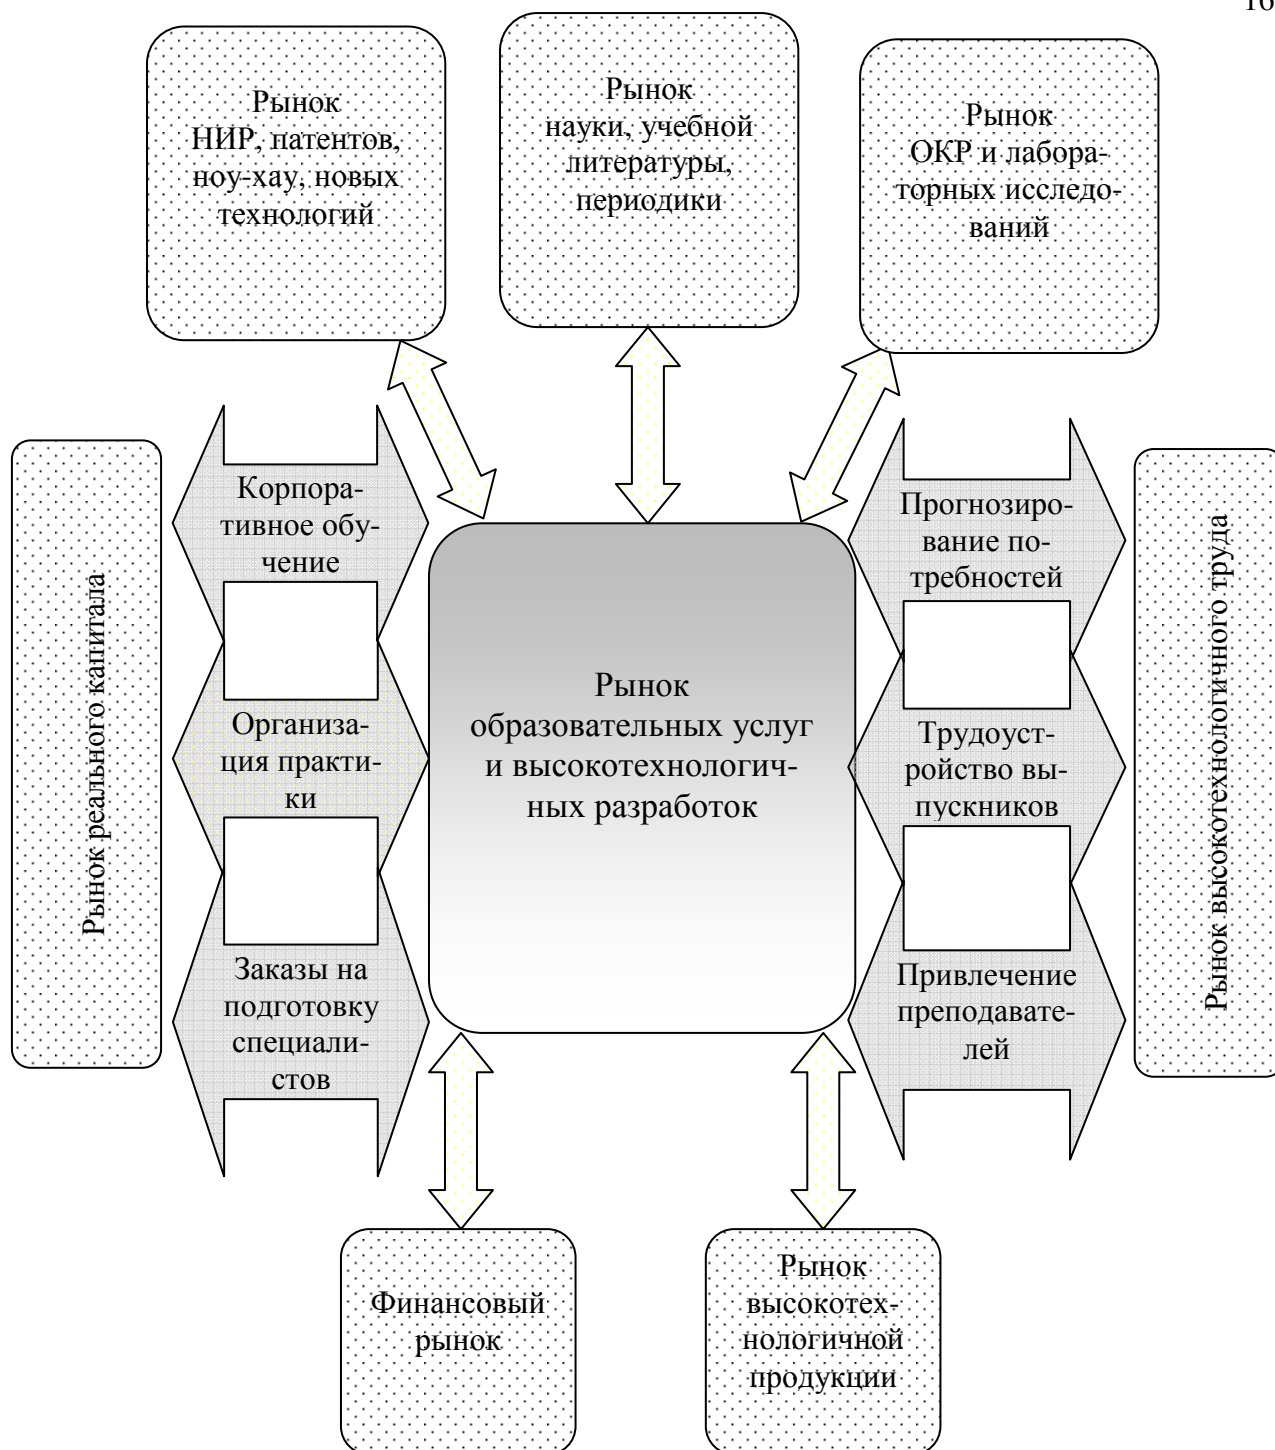 16
Рынок
НИР, патентов,
ноу-хау, новых
технологий
Рынок
науки, учебной
литературы,
периодики
Рынок
ОКР и лабора-
торных исследо-
ваний
Рынок реального капитала
Корпора-
тивное обу-
чение
Организа-
ция практи-
ки
Заказы на
подготовку
специали-
стов
Рынок
образовательных услуг
и высокотехнологич-
ных разработок
Прогнозиро-
вание по-
требностей
Трудоуст-
ройство вы-
пускников
Привлечение
преподавате-
лей
Рынок высокотехнологичного труда
Финансовый
рынок
Рынок
высокотех-
нологичной
продукции